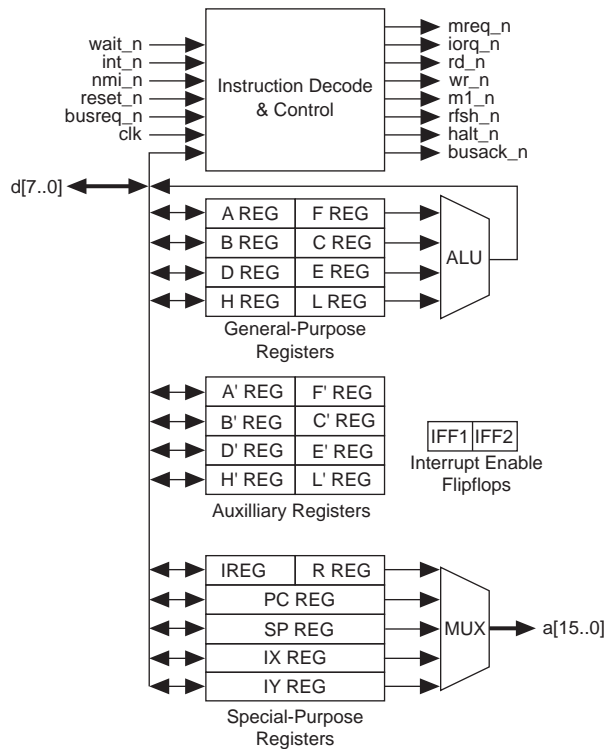 wait_n
int_n
nmi_n
reset_n
busreq_n
clk
Instruction Decode
& Control
mreq_n
iorq_n
rd_n
wr_n
m1_n
rfsh_n
halt_n
busack_n
d[7..0]
A REG F REG
B REG C REG
D REG E REG
H REG L REG
ALU
General-Purpose
Registers
A' REG F' REG
B' REG C' REG
D' REG E' REG
H' REG L' REG
Auxilliary Registers
IFF1 IFF2
Interrupt Enable
Flipflops
IREG R REG
PC REG
SP REG
IX REG
IY REG
MUX
a[15..0]
Special-Purpose
Registers